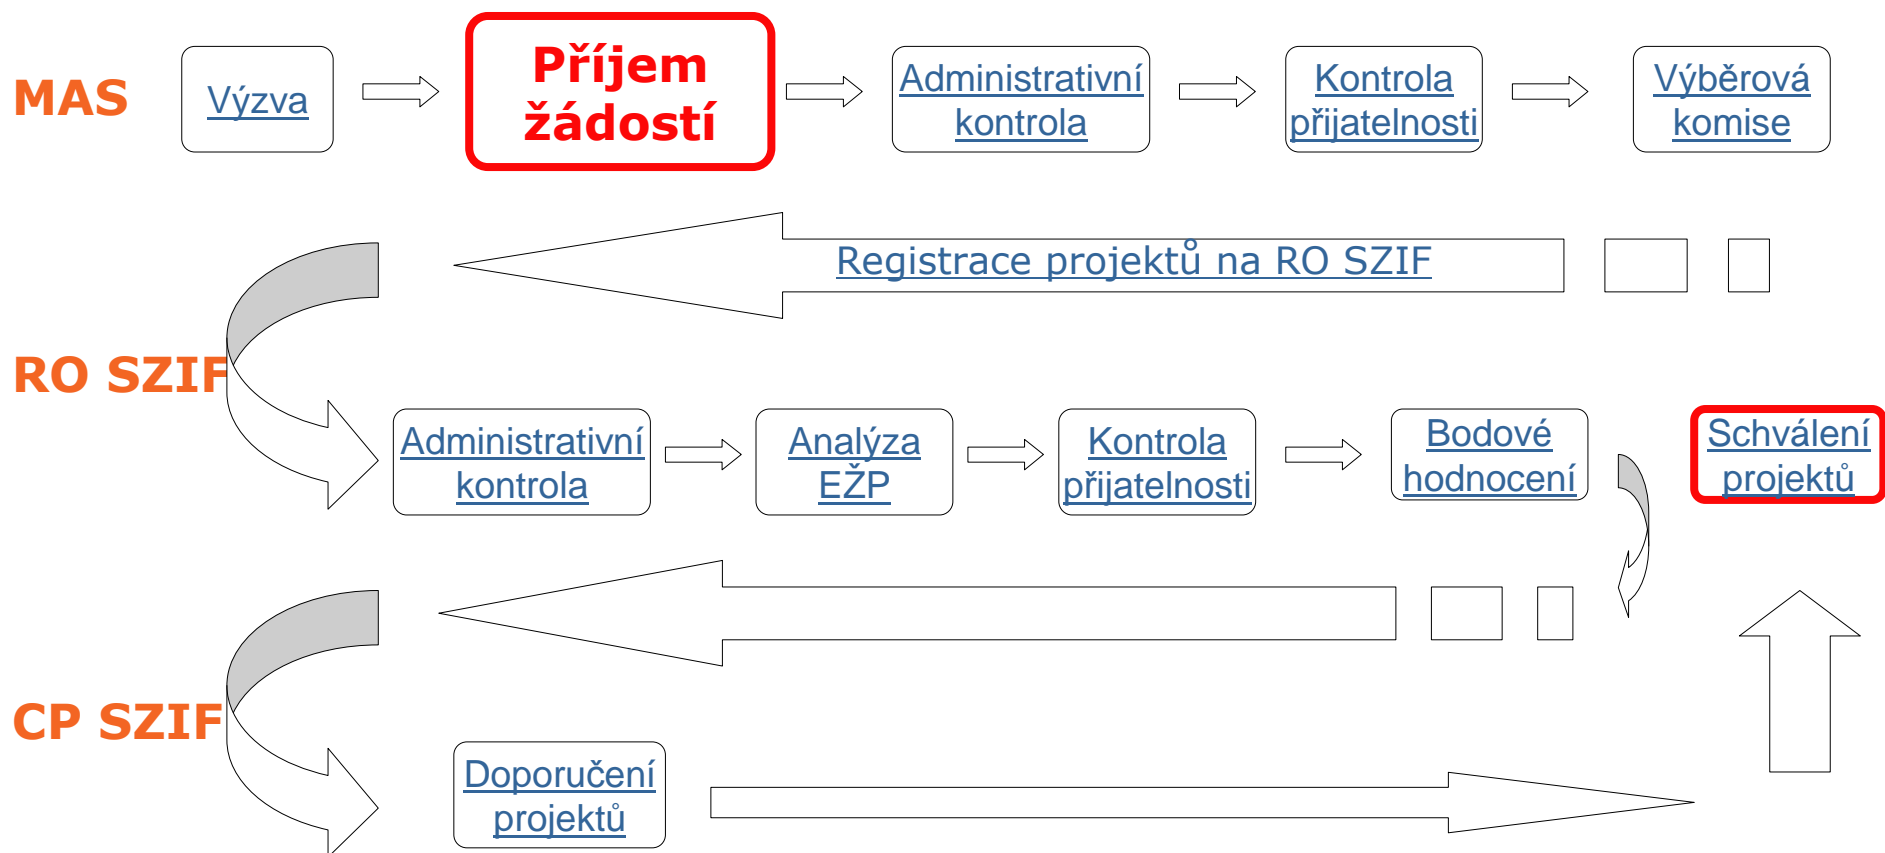 MAS
Výzva
Příjem
žádostí
Administrativní
kontrola
Kontrola
přijatelnosti
Výběrová
komise
Registrace projektů na RO SZIF
RO SZIF
Administrativní
kontrola
Analýza
EŽP
Kontrola
přijatelnosti
Bodové
hodnocení
Schválení
projektů
CP SZIF
Doporučení
projektů